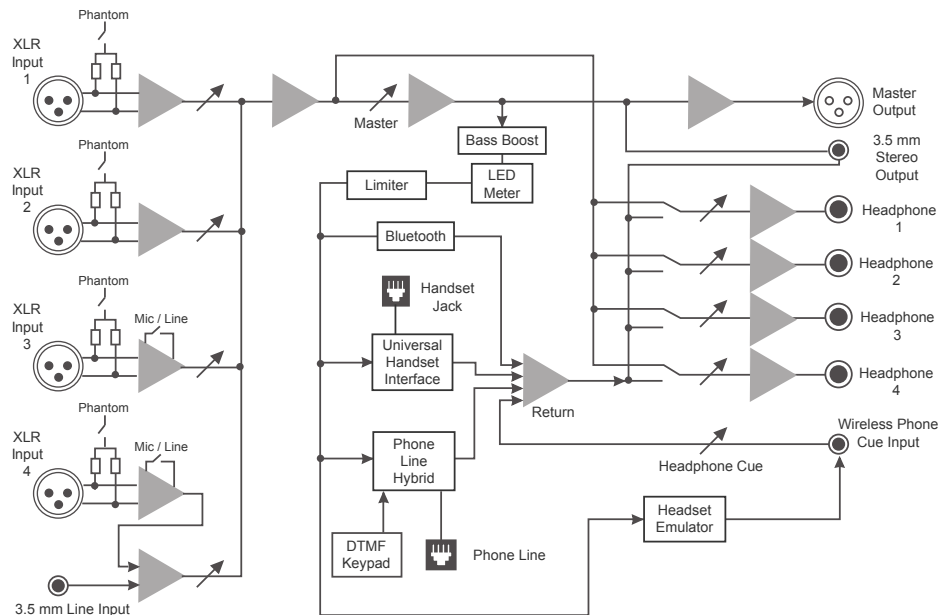 Phantom
XLR
Input
1
Master
Master
Output
Bass Boost
3.5 mm
Stereo
Output
LED
Meter
Limiter
Phantom
XLR
Input
2
Headphone
1
Bluetooth
Headphone
2
Handset
Jack
Phantom
XLR
Input
3
Mic / Line
Headphone
3
Universal
Handset
Interface
Headphone
4
Return
Phantom
XLR
Input
4
Mic / Line
Wireless Phone
Cue Input
Phone
Line
Hybrid
Headphone Cue
Headset
Emulator
DTMF
Keypad
Phone Line
3.5 mm Line Input